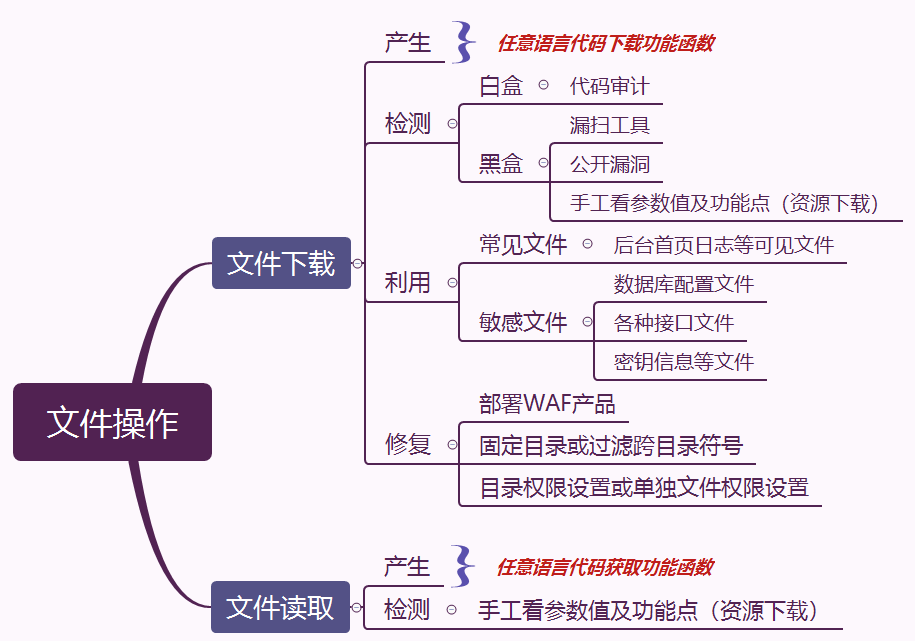 产生
任意语言代码下载功能函数
白盒
代码审计
检测
漏扫工具
黑盒
公开漏洞
手工看参数值及功能点（资源下载）
文件下载
常见文件
后台首页日志等可见文件
利用
数据库配置文件
敏感文件
各种接口文件
密钥信息等文件
文件操作
部署WAF产品
修复
固定目录或过滤跨目录符号
目录权限设置或单独文件权限设置
产生
任意语言代码获取功能函数
文件读取
检测
手工看参数值及功能点（资源下载）